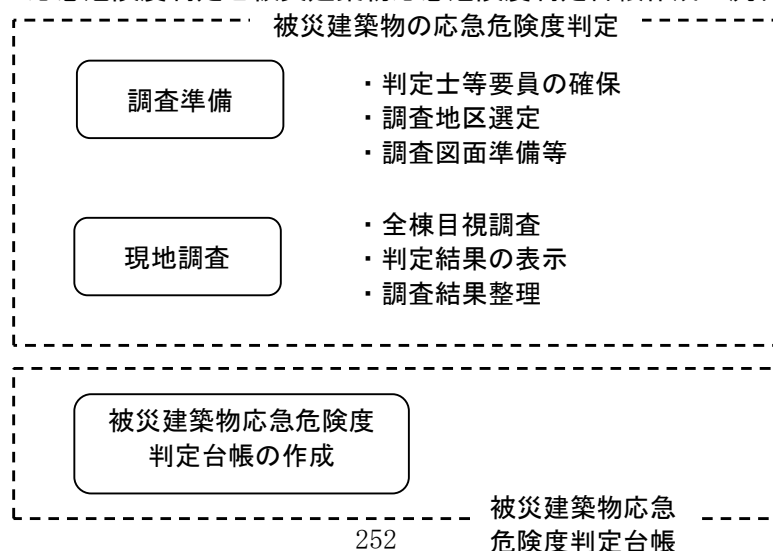 被災建築物の応急危険度判定
調査準備
・判定士等要員の確保
・調査地区選定
・調査図面準備等
現地調査
・全棟目視調査
・判定結果の表示
・調査結果整理
被災建築物応急危険度
判定台帳の作成
被災建築物応急
危険度判定台帳
252